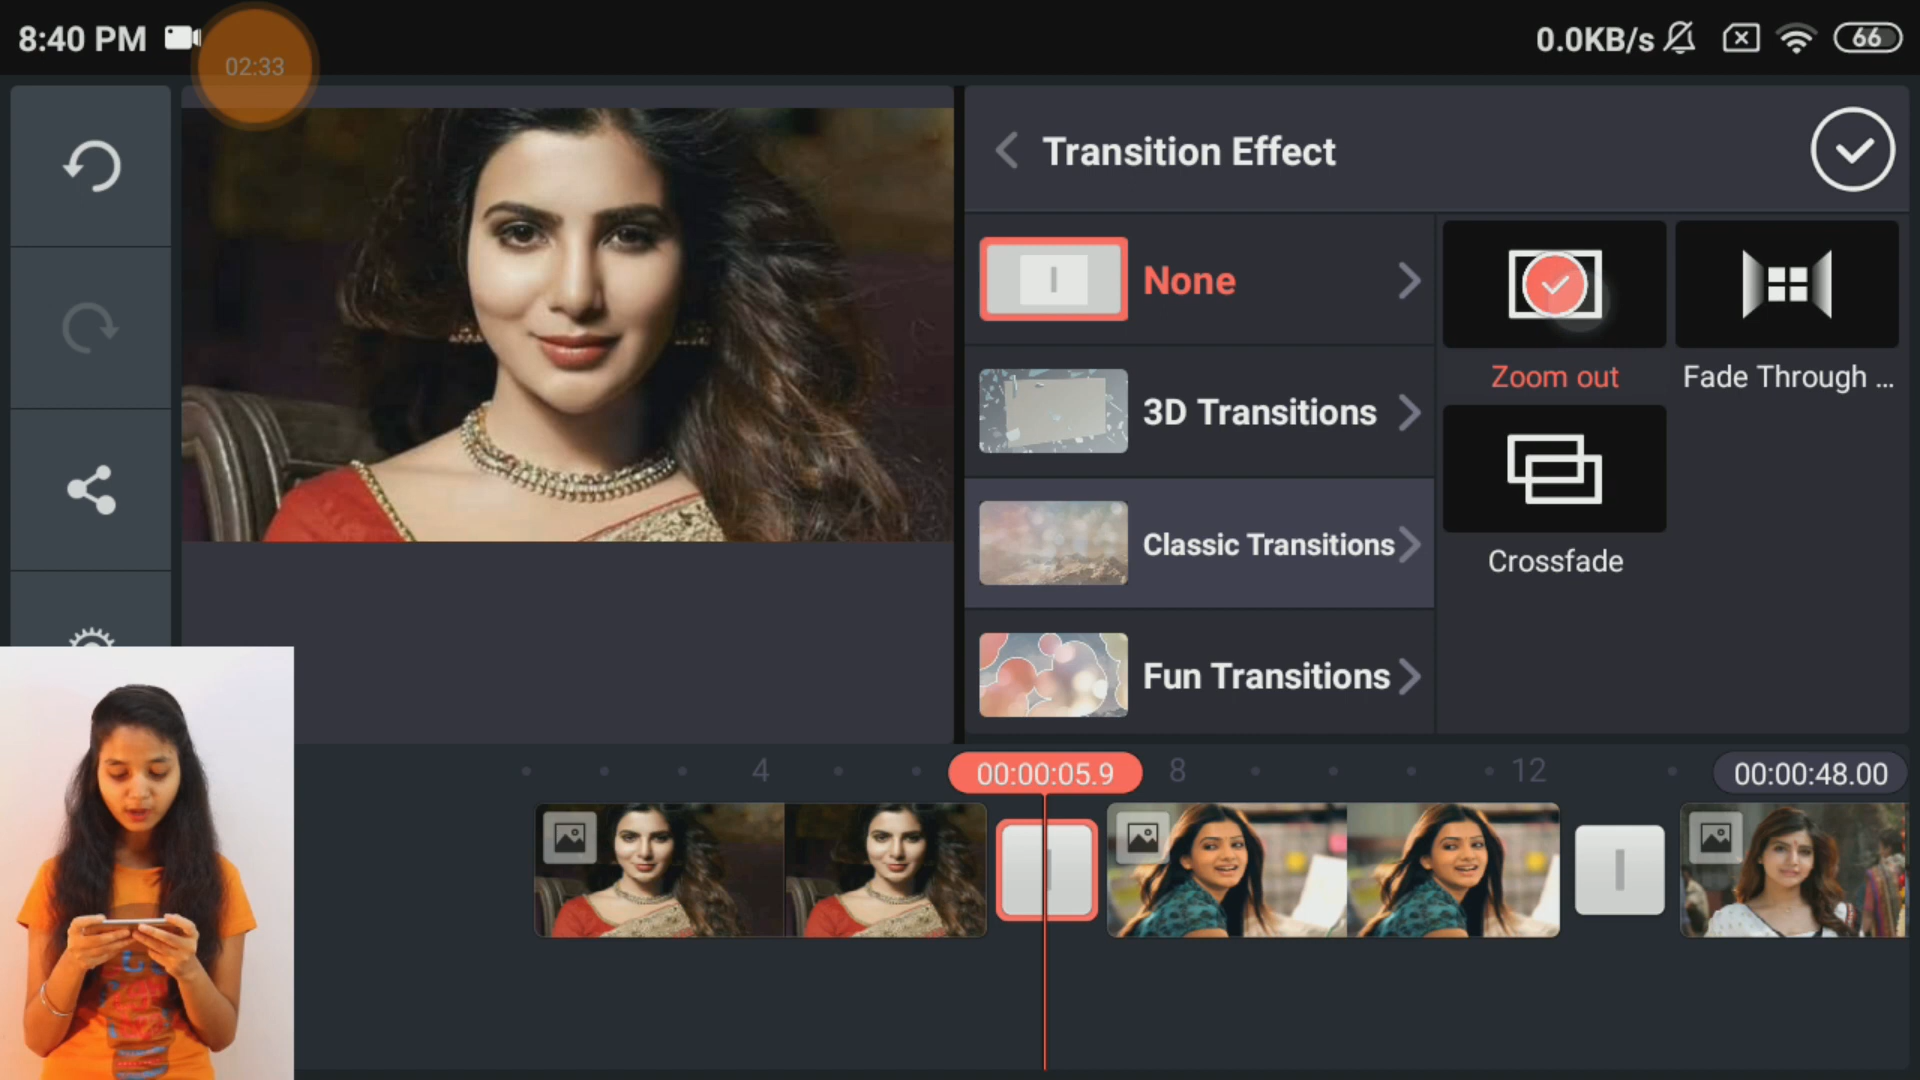 8:40 PM
02:33
0.0KB/s
66
Transition Effect
None
3D Transitions
Classic Transitions
Fun Transitions
Zoom out
Fade Through ...
Crossfade
4
00:00:05.9
8
12
00:00:48.00